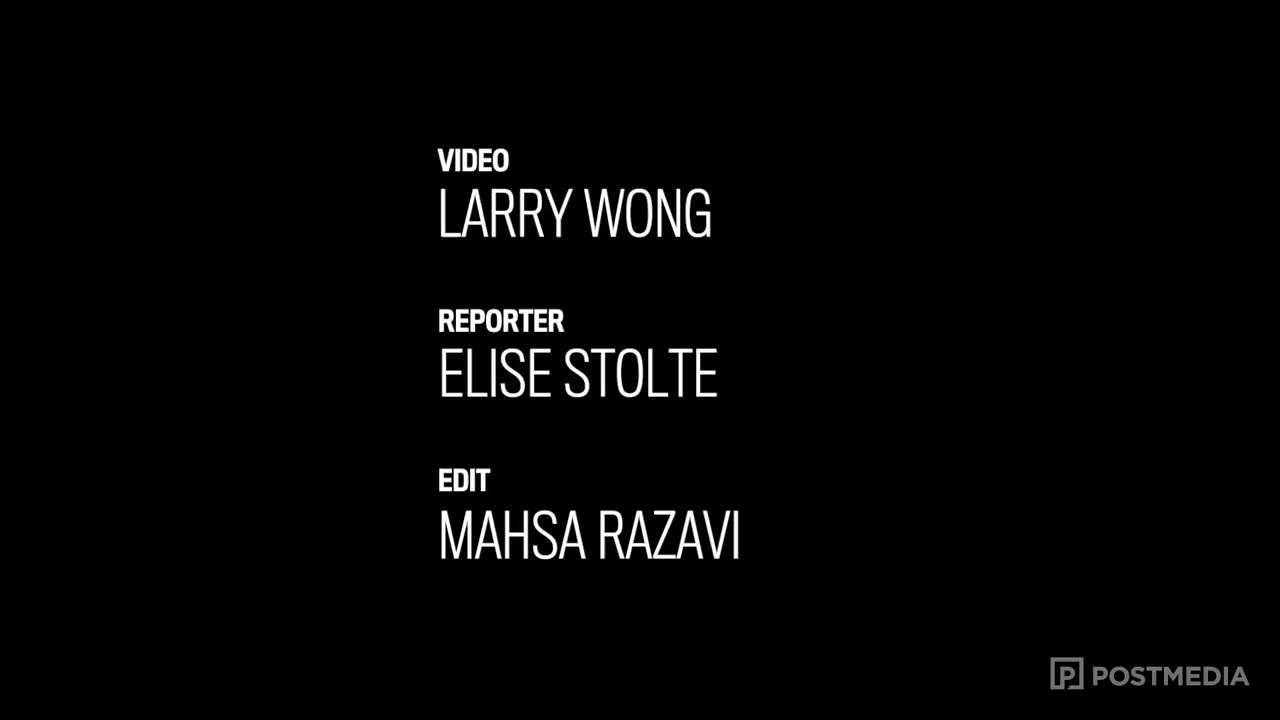 VIDEO
LARRY WONG
REPORTER
ELISE STOLTE
EDIT
MAHSA RAZAVI
P POSTMEDIA